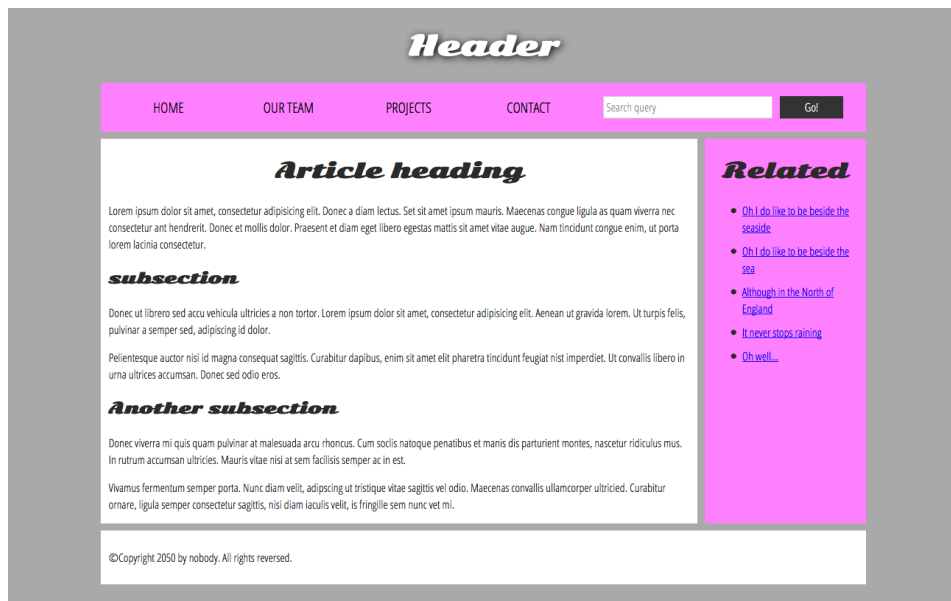 Header
HOME OUR TEAM PROJECTS CONTACT Search query Go!
Article heading
Lorem ipsum dolor sit amet, consectetur adipisicing elit. Donec a diam lectus. Set sit amet ipsum mauris. Maecenas congue ligula as quam viverra nec
consectetur ant hendrerit. Donec et mollis dolor. Praesent et diam eget libero egestas mattis sit amet vitae augue. Nam tincidunt congue enim, ut porta
lorem lacinia consectetur.
subsection
Donec ut librero sed accu vehicula ultricies a non tortor. Lorem ipsum dolor sit amet, consectetur adipisicing elit. Aenean ut gravida lorem. Ut turpis felis,
pulvinar a semper sed, adipiscing id dolor.
Pelientesque auctor nisi id magna consequat sagittis. Curabitur dapibus, enim sit amet elit pharetra tincidunt feugiat nist imperdiet. Ut convallis libero in
urna ultrices accumsan. Donec sed odio eros.
Another subsection
Donec viverra mi quis quam pulvinar at malesuada arcu rhoncus. Cum soclis natoque penatibus et manis dis parturient montes, nascetur ridiculus mus.
In rutrum accumsan ultricies. Mauris vitae nisi at sem facilisis semper ac in est.
Vivamus fermentum semper porta. Nunc diam velit, adipscing ut tristique vitae sagittis vel odio. Maecenas convallis ullamcorper ultricied. Curabitur
ornare, ligula semper consectetur sagittis, nisi diam iaculis velit, is fringille sem nunc vet mi.
Related
Oh I do like to be beside the
seaside
Oh I do like to be beside the
sea
Although in the North of
England
It never stops raining
Oh well...
©Copyright 2050 by nobody. All rights reversed.